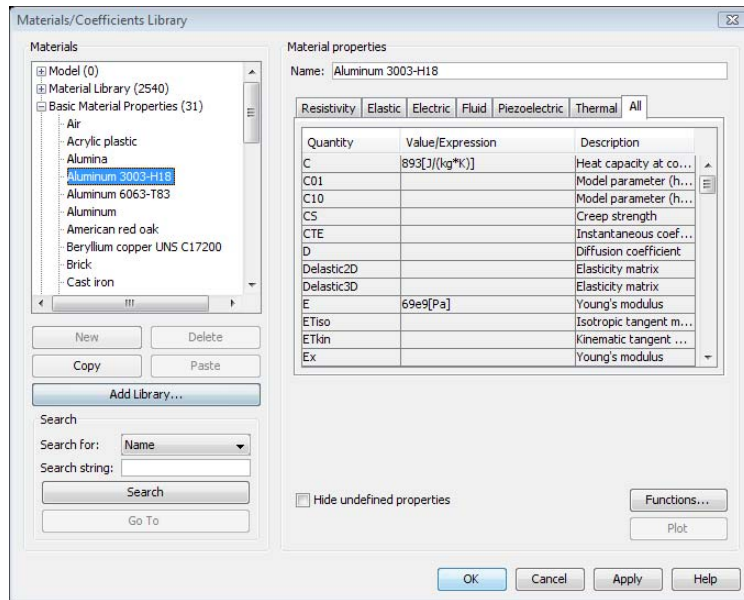 Materials/Coefficients Library
Materials
Model (0)
Material Library (2540)
Basic Material Properties (31)
Air
Acrylic plastic
Alumina
Aluminum 3003-H18
Aluminum 6063-T83
Aluminum
American red oak
Beryllium copper UNS C17200
Brick
Cast iron
New Delete
Copy Paste
Add Library...
Search
Search for: Name
Search string:
Search
Go To
Material properties
Name: Aluminum 3003-H18
Resistivity Elastic Electric Fluid Piezoelectric Thermal All
Quantity Value/Expression Description
C 893[J/(kg*K)] Heat capacity at co...
C01 Model parameter (h...
C10 Model parameter (h...
CS Creep strength
CTE Instantaneous coef...
D Diffusion coefficient
Delastic2D Elasticity matrix
Delastic3D Elasticity matrix
E 69e9[Pa] Young's modulus
ETiso Isotropic tangent m...
ETkin Kinematic tangent ...
Ex Young's modulus
Hide undefined properties
Functions...
Plot
OK Cancel Apply Help